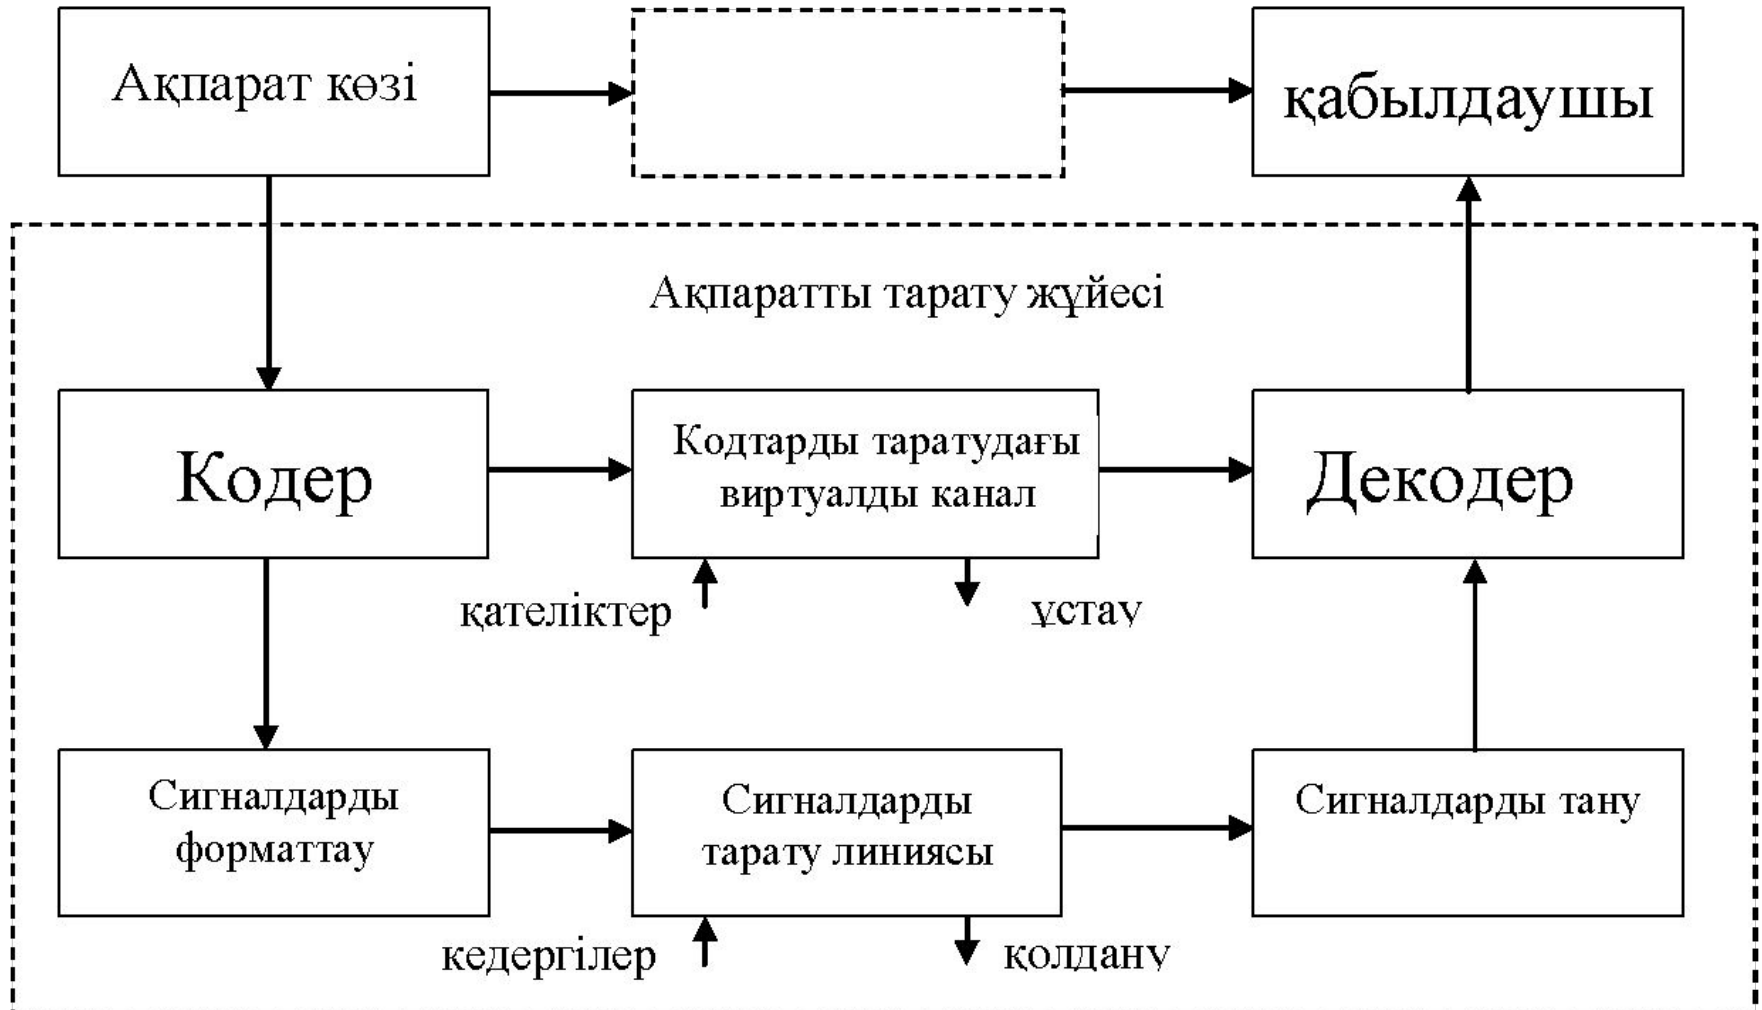 Ақпарат көзі
қабылдаушы
Ақпаратты тарату жүйесі
Кодер
Кодтарды таратудағы
виртуалды канал
Декодер
қателіктер
ұстау
Сигналдарды
форматтау
Сигналдарды
тарату линиясы
Сигналдарды тану
кедергілер
қолдану